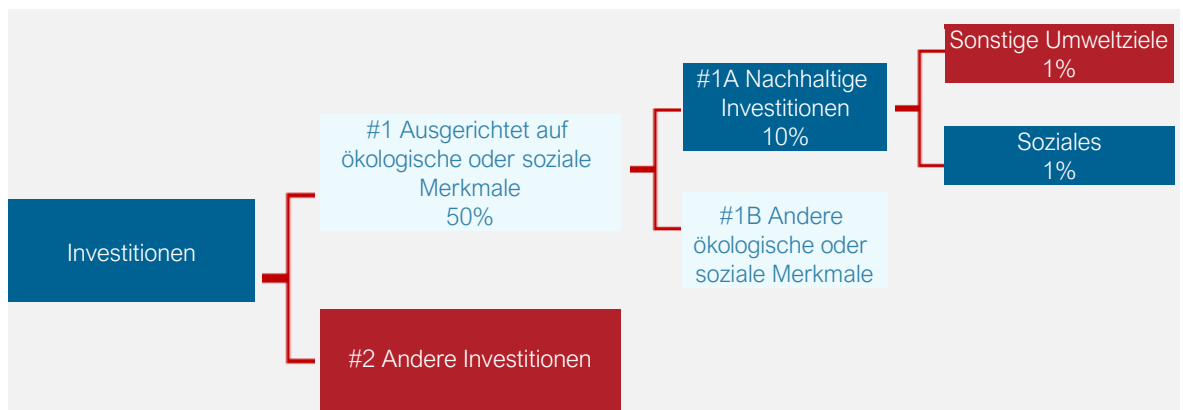 Investitionen
#1 Ausgerichtet auf
ökologische oder soziale
Merkmale
50%
#2 Andere Investitionen
#1A Nachhaltige
Investitionen
10%
#1B Andere
ökologische oder
soziale Merkmale
Sonstige Umweltziele
1%
Soziales
1%